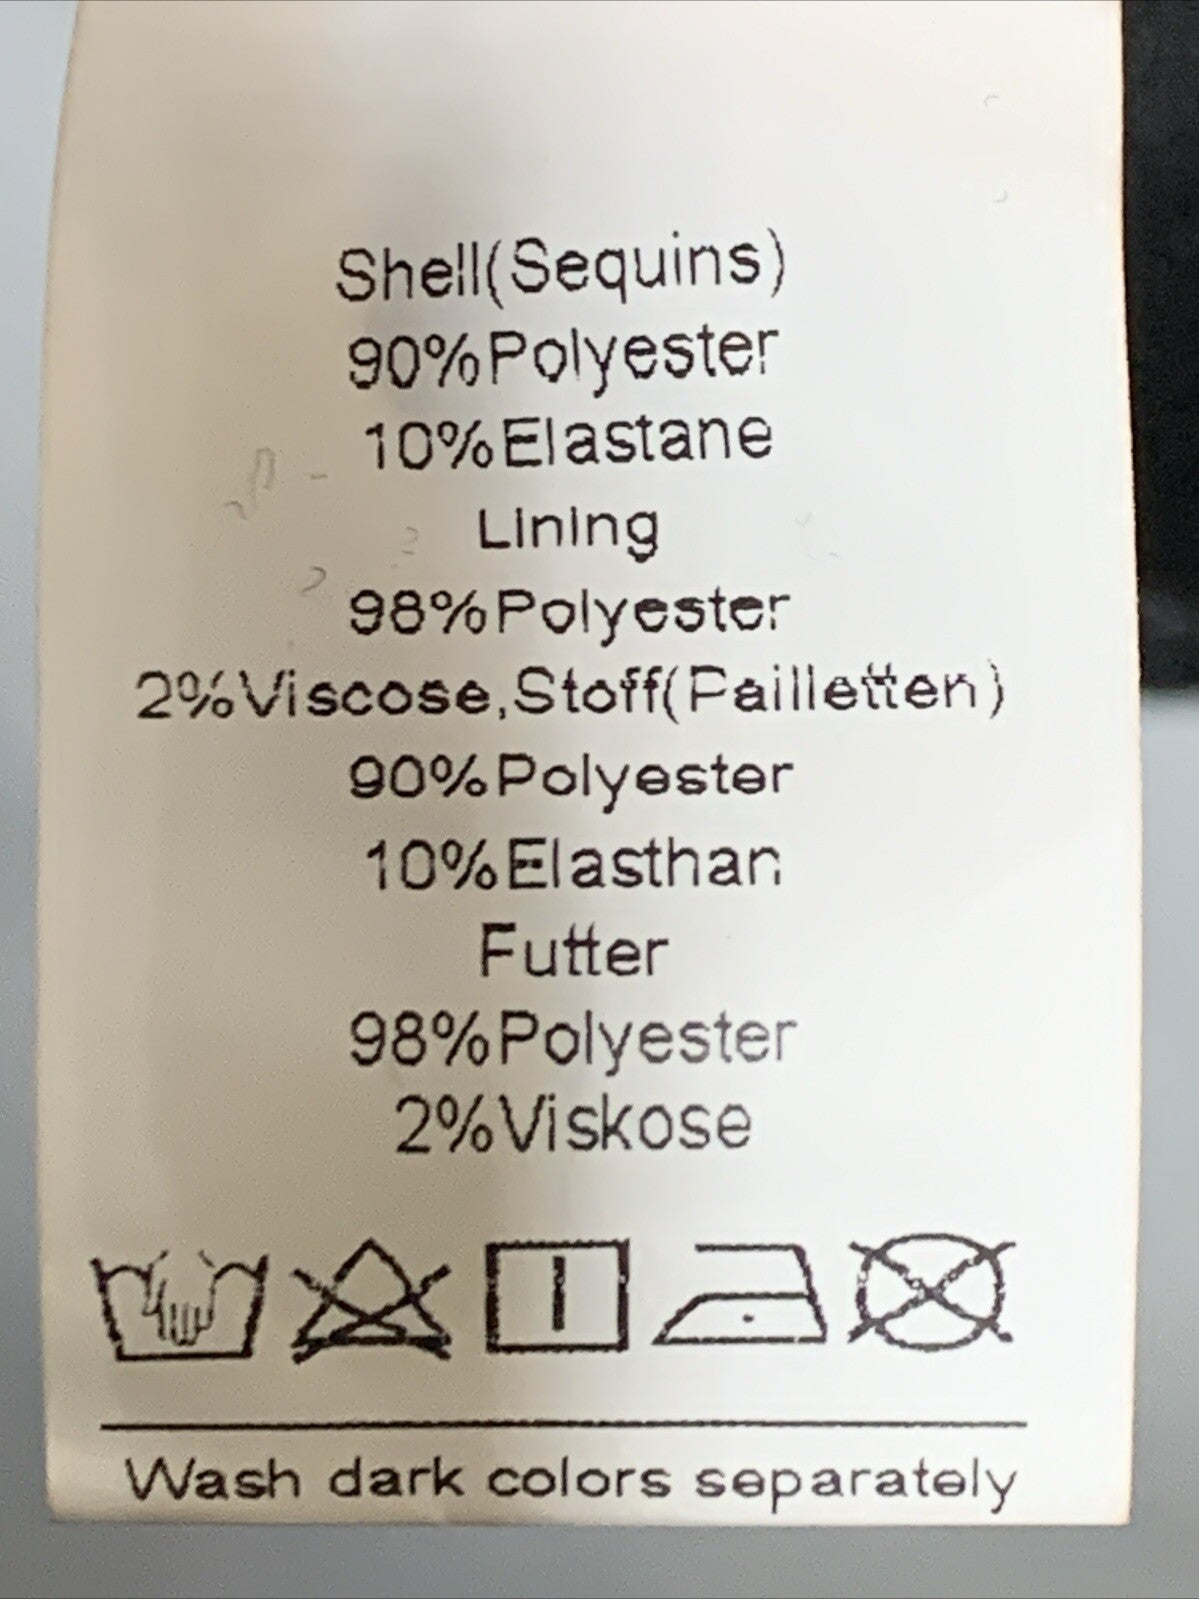 Shell(Sequins)
90%Polyester
10%Elastane
Lining
98%Polyester
2%Viscose,Stoff(Pailletten)
90%Polyester
10%Elasthan
Futter
98%Polyester
2%Viskose
Wash dark colors separately